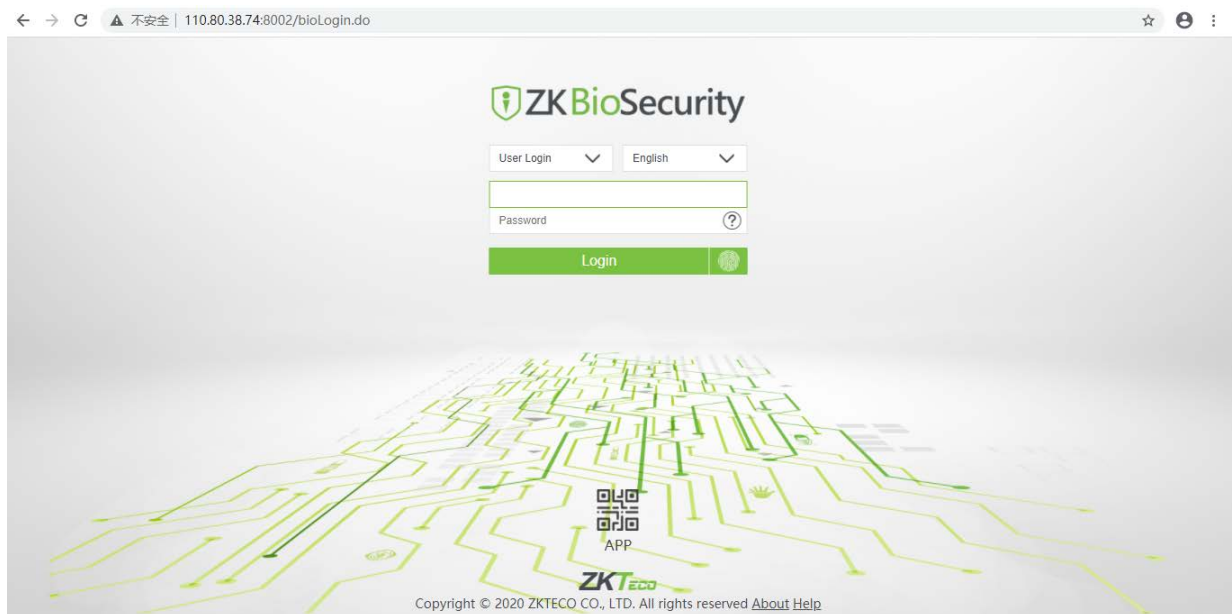 不安全 110.80.38.74:8002/bioLogin.do
ZKBioSecurity
User Login English
Password
Login
APP
ZKTECO
Copyright © 2020 ZKTECO CO., LTD. All rights reserved About Help